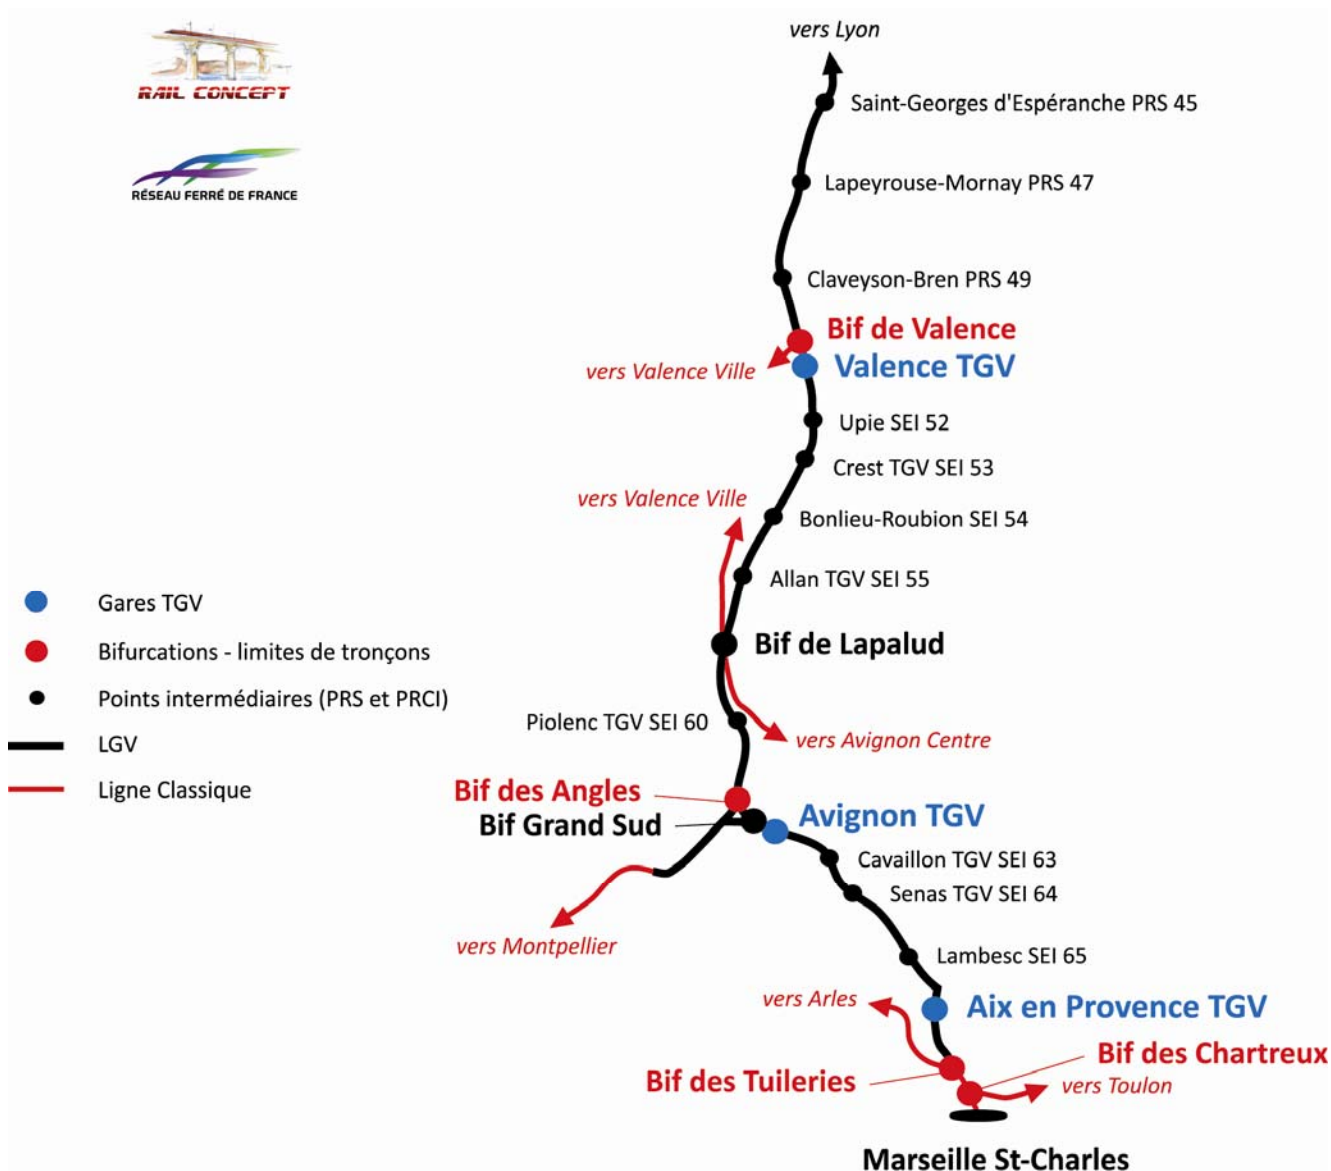 vers Lyon
RAIL CONCEPT
RÉSEAU FERRÉ DE FRANCE
Saint-Georges d'Espéranche PRS 45
Lapeyrouse-Mornay PRS 47
Claveyson-Bren PRS 49
Bif de Valence
vers Valence Ville
Valence TGV
Upie SEI 52
Crest TGV SEI 53
vers Valence Ville
Bonlieu-Roubion SEI 54
Allan TGV SEI 55
Gares TGV
Bifurcations - limites de tronçons
Points intermédiaires (PRS et PRCI)
LGV
Ligne Classique
Bif de Lapalud
Piolenc TGV SEI 60
vers Avignon Centre
Bif des Angles
Bif Grand Sud
Avignon TGV
Cavaillon TGV SEI 63
Senas TGV SEI 64
vers Montpellier
Lambesc SEI 65
vers Arles
Aix en Provence TGV
Bif des Chartreux
Bif des Tuileries
vers Toulon
Marseille St-Charles